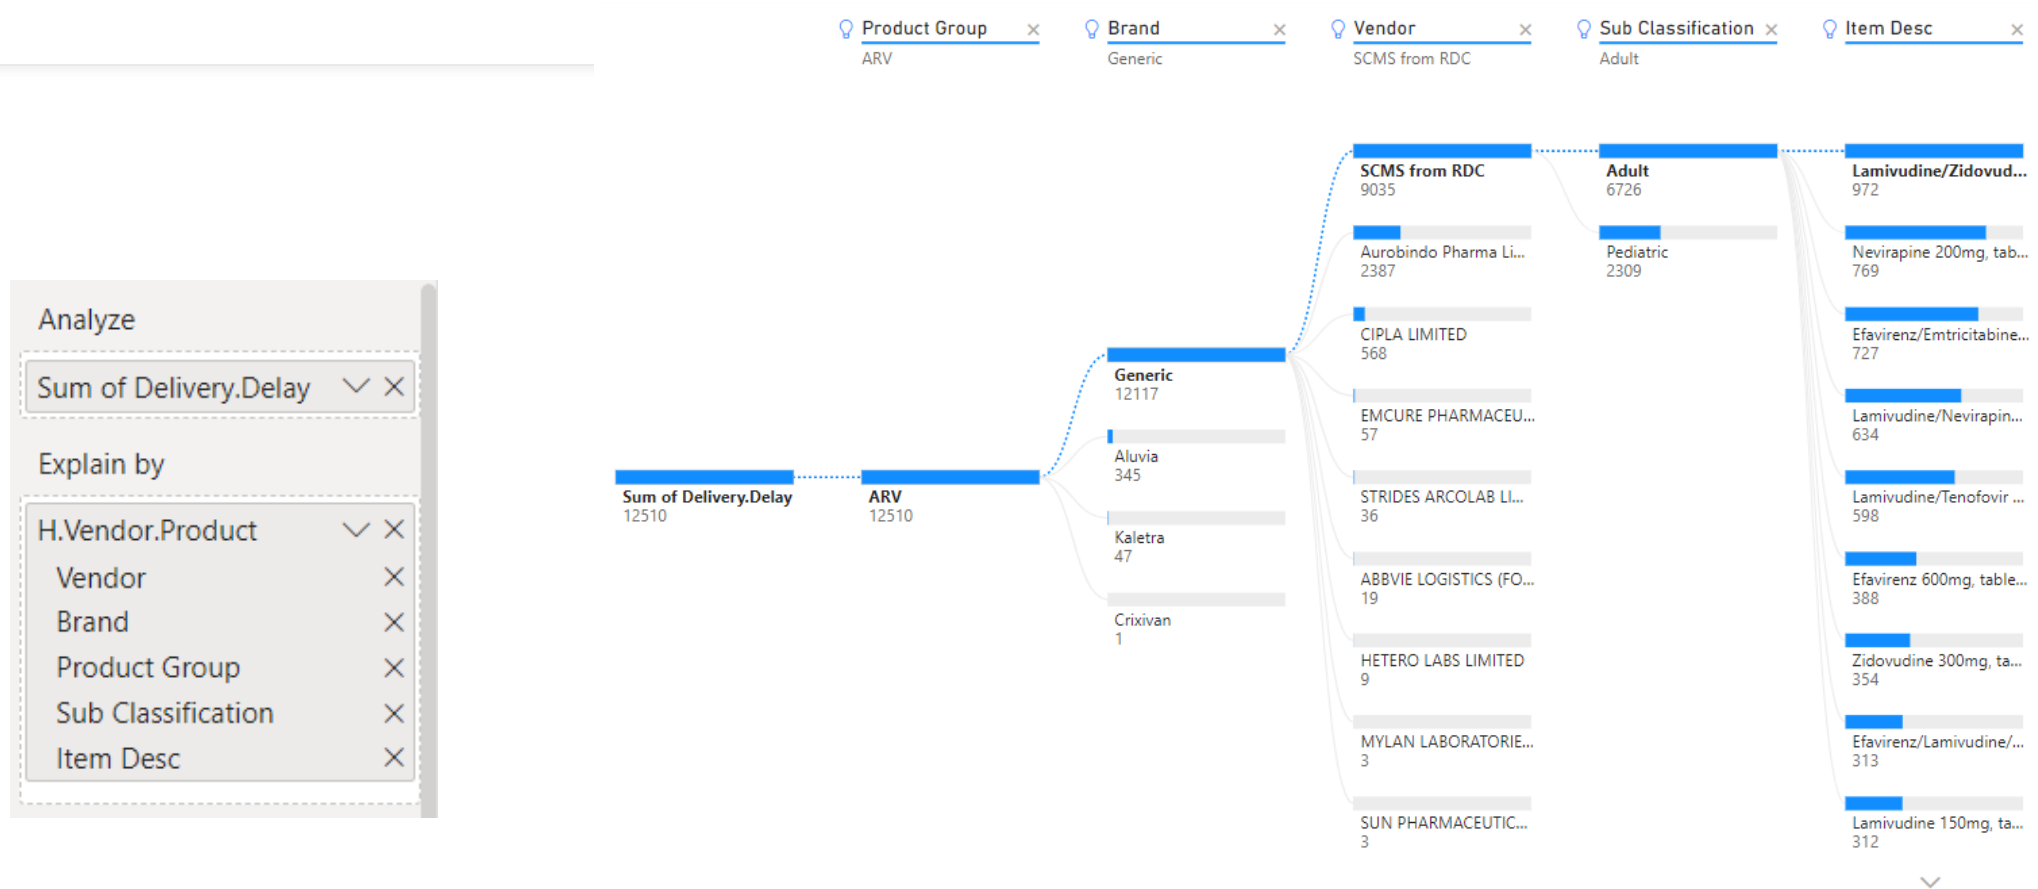 Analyze
Sum of Delivery.Delay
Explain by
H.Vendor.Product
Vendor
Brand
Product Group
Sub Classification
Item Desc
Product Group
ARV
Brand
Generic
Vendor
SCMS from RDC
Sub Classification
Adult
Item Desc
Sum of Delivery.Delay
12510
ARV
12510
Generic
12117
Aluvia
345
Kaletra
47
Crixivan
1
SCMS from RDC
9035
Aurobindo Pharma Li...
2387
CIPLA LIMITED
568
EMCURE PHARMACEU...
57
STRIDES ARCOLAB LI...
36
ABBVIE LOGISTICS (FO...
19
HETERO LABS LIMITED
9
MYLAN LABORATORIE...
3
SUN PHARMACEUTIC...
3
Adult
6726
Pediatric
2309
Lamivudine/Zidovud...
972
Nevirapine 200mg, tab...
769
Efavirenz/Emtricitabine...
727
Lamivudine/Nevirapin...
634
Lamivudine/Tenofovir ...
598
Efavirenz 600mg, table...
388
Zidovudine 300mg, ta...
354
Efavirenz/Lamivudine/...
313
Lamivudine 150mg, ta...
312